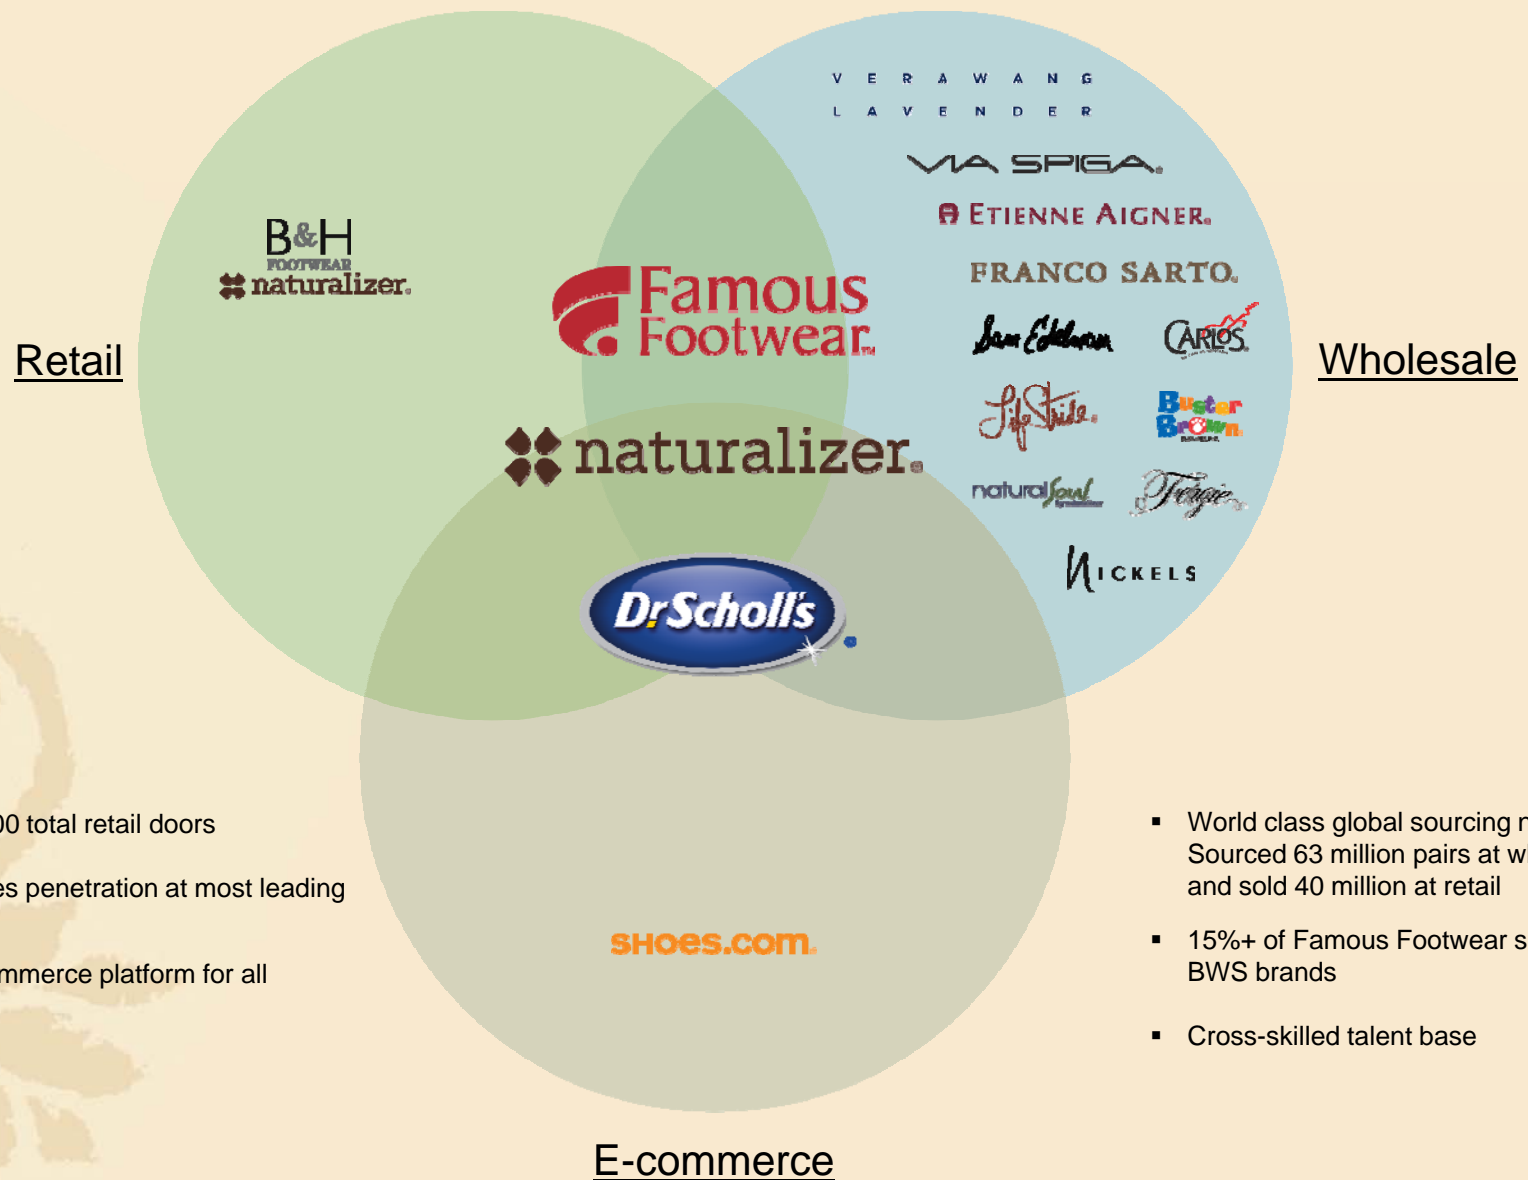 VERAWANG
LAVENDER
VIA SPIGA®
ETIENNE AIGNER®
B&H
FOOTWEAR
naturalizer®
FRANCO SARTO®
Famous
Footwear
Sam Edelman
CARLOS
Retail
Wholesale
LifeStride®
Buster
Brown
naturalizer®
naturalSoul
Fergie
NICKELS
Dr. Scholl's®
00 total retail doors
es penetration at most leading
mmerce platform for all
SHOES.COM
▪ World class global sourcing n
Sourced 63 million pairs at w
and sold 40 million at retail
▪ 15%+ of Famous Footwear s
BWS brands
▪ Cross-skilled talent base
E-commerce